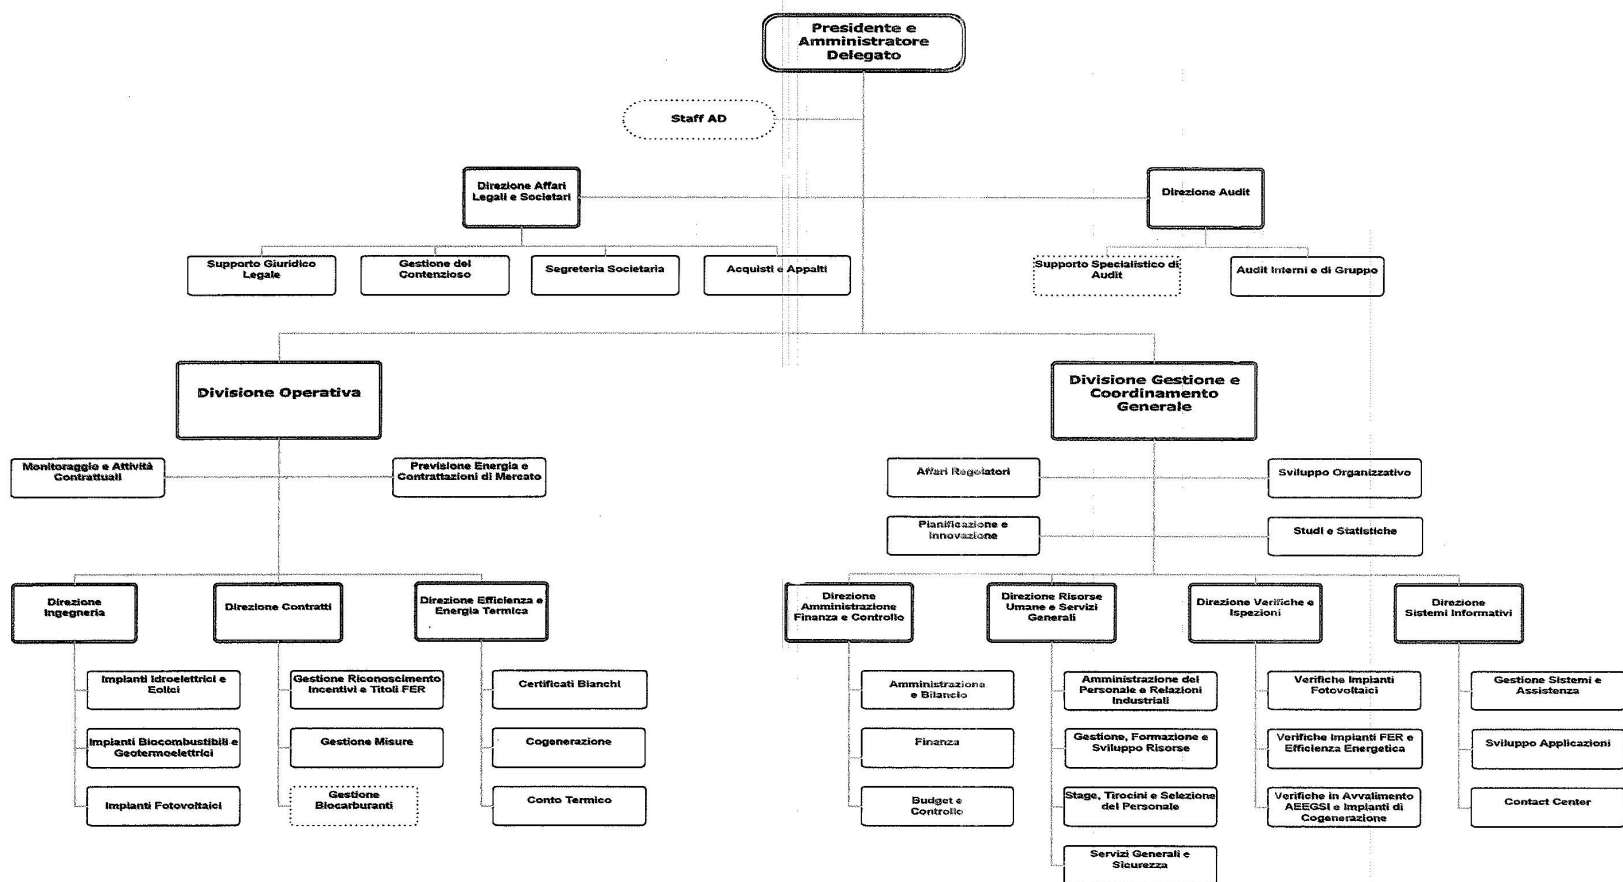 Presidente e
Amministratore
Delegato
Staff AD
Direzione Affari
Legali e Societari
Direzione Audit
Supporto Giuridico
Legale
Gestione del
Contenzioso
Segreteria Societaria
Acquisti e Appalti
Supporto Specialistico di
Audit
Audit Interni e di Gruppo
Divisione Operativa
Divisione Gestione e
Coordinamento
Generale
Monitoraggio e Attività
Contrattuali
Previsione Energia e
Contrattazioni di Mercato
Affari Regolatori
Sviluppo Organizzativo
Pianificazione e
Innovazione
Studi e Statistiche
Direzione
Ingegneria
Direzione Contratti
Direzione Efficienza e
Energia Termica
Direzione
Amministrazione
Finanza e Controllo
Direzione Risorse
Umane e Servizi
Generali
Direzione Verifiche e
Ispezioni
Direzione
Sistemi Informativi
Impianti Idroelettrici e
Eolici
Gestione Riconoscimento
Incentivi e Titoli FER
Certificati Bianchi
Amministrazione
e Bilancio
Amministrazione del
Personale e Relazioni
Industriali
Verifiche Impianti
Fotovoltaici
Gestione Sistemi e
Assistenza
Impianti Biocombustibili e
Geotermoelettrici
Gestione Misure
Cogenerazione
Finanza
Gestione, Formazione e
Sviluppo Risorse
Verifiche Impianti FER e
Efficienza Energetica
Sviluppo Applicazioni
Impianti Fotovoltaici
Gestione
Biocarburanti
Conto Termico
Budget e
Controllo
Stage, Tirocini e Selezione
del Personale
Verifiche in Avvalimento
AEEGSI e Impianti di
Cogenerazione
Contact Center
Servizi Generali e
Sicurezza